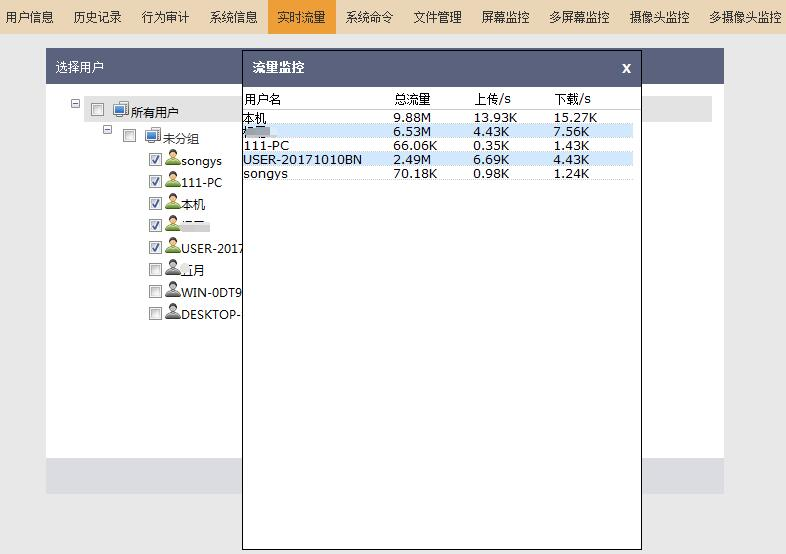 用户信息 历史记录 行为审计 系统信息 实时流量 系统命令 文件管理 屏幕监控 多屏幕监控 摄像头监控 多摄像头监控
选择用户
所有用户
未分组
songys
111-PC
本机
USER-2017
五月
WIN-0DT9
DESKTOP-
流量监控 X
用户名 总流量 上传/s 下载/s
本机 9.88M 13.93K 15.27K
6.53M 4.43K 7.56K
111-PC 66.06K 0.35K 1.43K
USER-20171010BN 2.49M 6.69K 4.43K
songys 70.18K 0.98K 1.24K